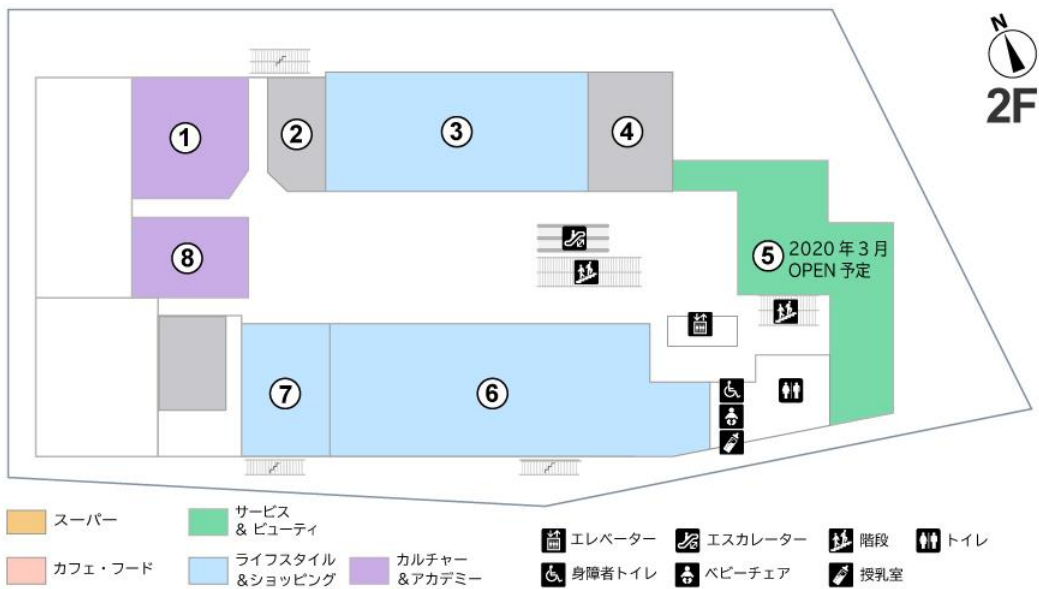 N
2F
①
②
③
④
⑤ 2020年3月
OPEN 予定
⑧
⑦
⑥
スーパー
サービス
& ビューティ
カフェ・フード
ライフスタイル
&ショッピング
カルチャー
&アカデミー
エレベーター
エスカレーター
階段
トイレ
身障者トイレ
ベビーチェア
授乳室